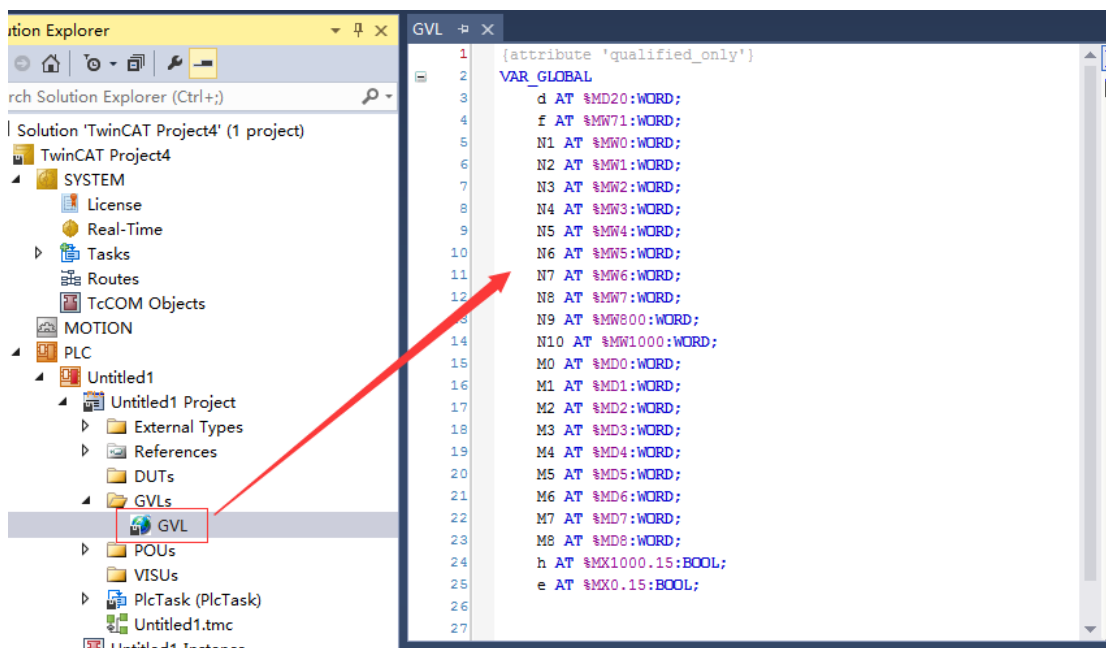 ution Explorer
rch Solution Explorer (Ctrl+;)
Solution 'TwinCAT Project4' (1 project)
TwinCAT Project4
SYSTEM
License
Real-Time
Tasks
Routes
TcCOM Objects
MOTION
PLC
Untitled1
Untitled1 Project
External Types
References
DUTs
GVLs
GVL
POUs
VISUs
PlcTask (PlcTask)
Untitled1.tmc
Untitled1 Instance
GVL
1 {attribute 'qualified_only'}
2 VAR_GLOBAL
3 d AT %MD20:WORD;
4 f AT %MW71:WORD;
5 N1 AT %MW0:WORD;
6 N2 AT %MW1:WORD;
7 N3 AT %MW2:WORD;
8 N4 AT %MW3:WORD;
9 N5 AT %MW4:WORD;
10 N6 AT %MW5:WORD;
11 N7 AT %MW6:WORD;
12 N8 AT %MW7:WORD;
13 N9 AT %MW800:WORD;
14 N10 AT %MW1000:WORD;
15 M0 AT %MD0:WORD;
16 M1 AT %MD1:WORD;
17 M2 AT %MD2:WORD;
18 M3 AT %MD3:WORD;
19 M4 AT %MD4:WORD;
20 M5 AT %MD5:WORD;
21 M6 AT %MD6:WORD;
22 M7 AT %MD7:WORD;
23 M8 AT %MD8:WORD;
24 h AT %MX1000.15:BOOL;
25 e AT %MX0.15:BOOL;
26
27